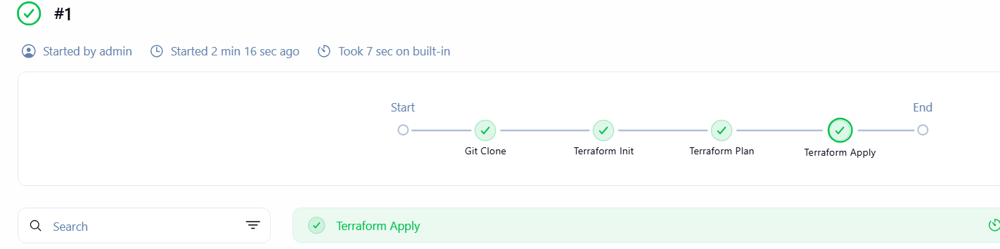 #1
Started by admin Started 2 min 16 sec ago Took 7 sec on built-in
Start End
Git Clone Terraform Init Terraform Plan Terraform Apply
Search Terraform Apply